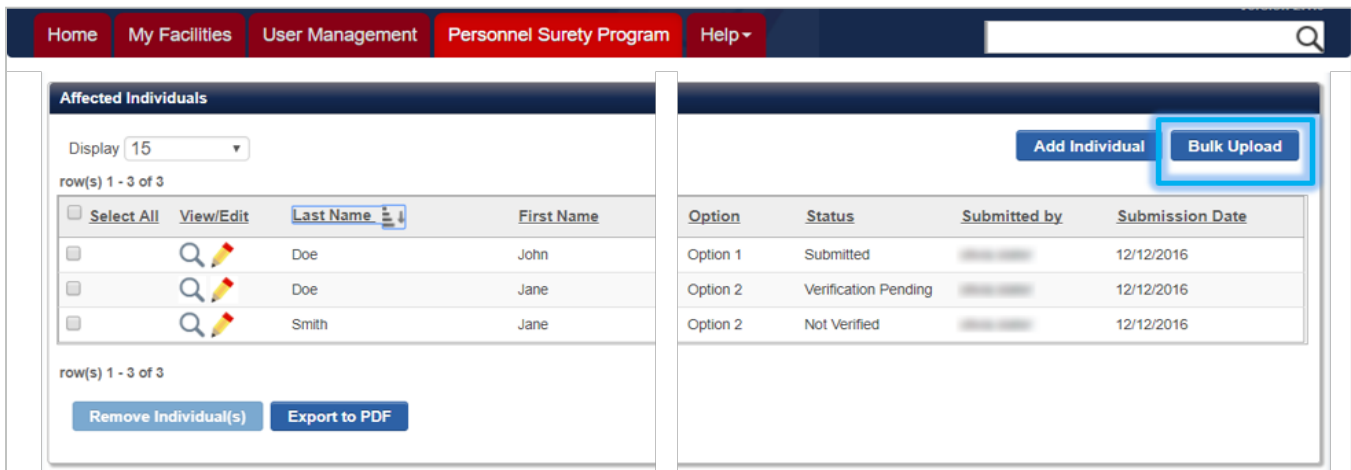 Home My Facilities User Management Personnel Surety Program Help
Affected Individuals
Display 15
Add Individual Bulk Upload
row(s) 1 - 3 of 3
Select All View/Edit Last Name First Name Option Status Submitted by Submission Date
Doe John Option 1 Submitted 12/12/2016
Doe Jane Option 2 Verification Pending 12/12/2016
Smith Jane Option 2 Not Verified 12/12/2016
row(s) 1 - 3 of 3
Remove Individual(s) Export to PDF